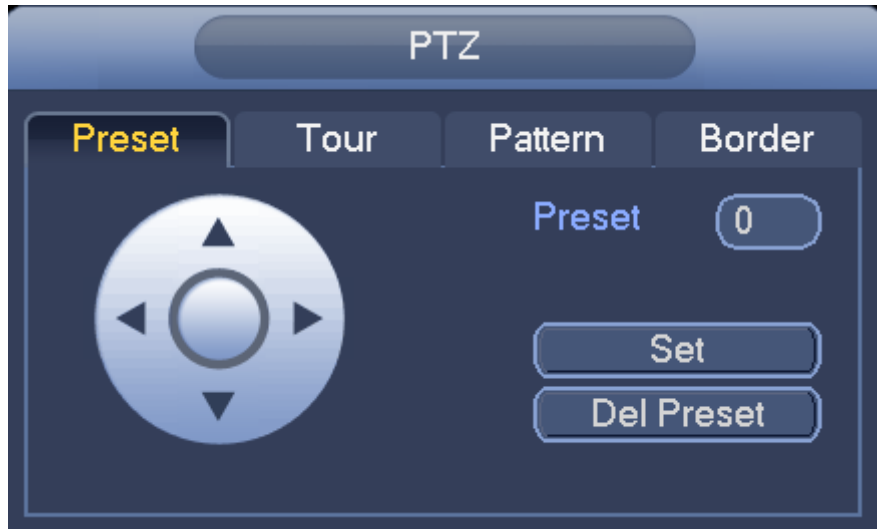 PTZ
Preset Tour Pattern Border
Preset 0
Set
Del Preset